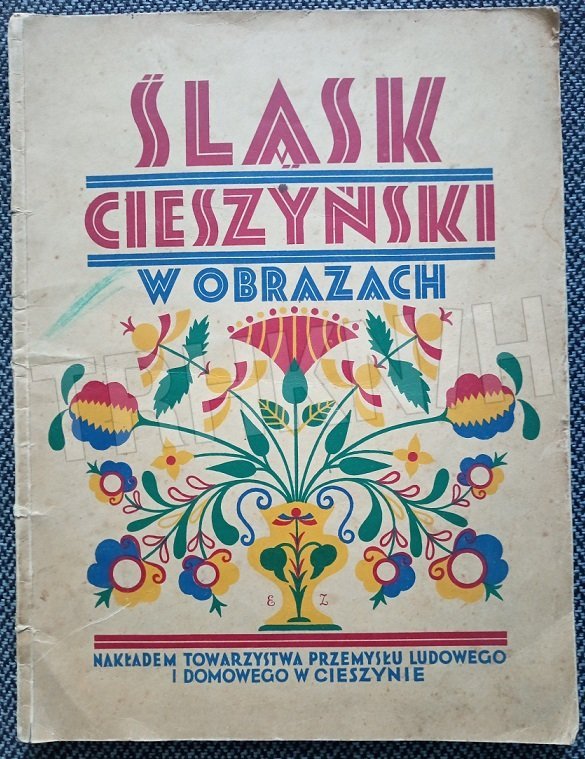 ŚLĄSK
CIESZYŃSKI
W OBRAZACH
E Z
NAKŁADEM TOWARZYSTWA PRZEMYSŁU LUDOWEGO
I DOMOWEGO W CIESZYNIE